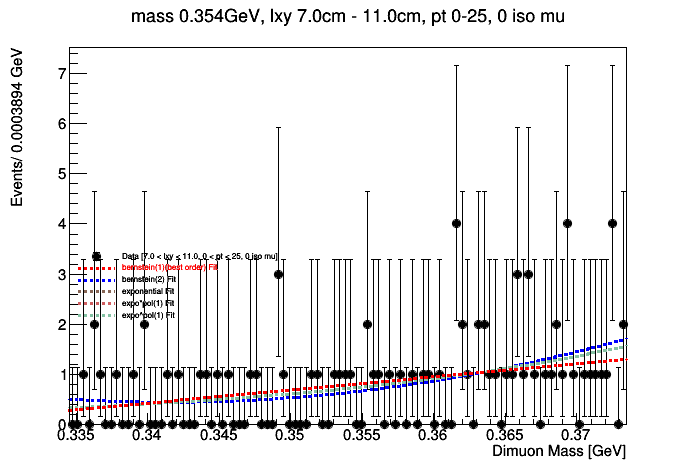 mass 0.354GeV, lxy 7.0cm - 11.0cm, pt 0-25, 0 iso mu
Events/ 0.0003894 GeV
7
6
5
4
3
2
1
0
Data [7.0 < lxy < 11.0, 0 < pt < 25, 0 iso mu]
bernstein(1)(best order) Fit
bernstein(2) Fit
exponential Fit
expo*pol(1) Fit
expo*pol(1) Fit
0.335 0.34 0.345 0.35 0.355 0.36 0.365 0.37
Dimuon Mass [GeV]